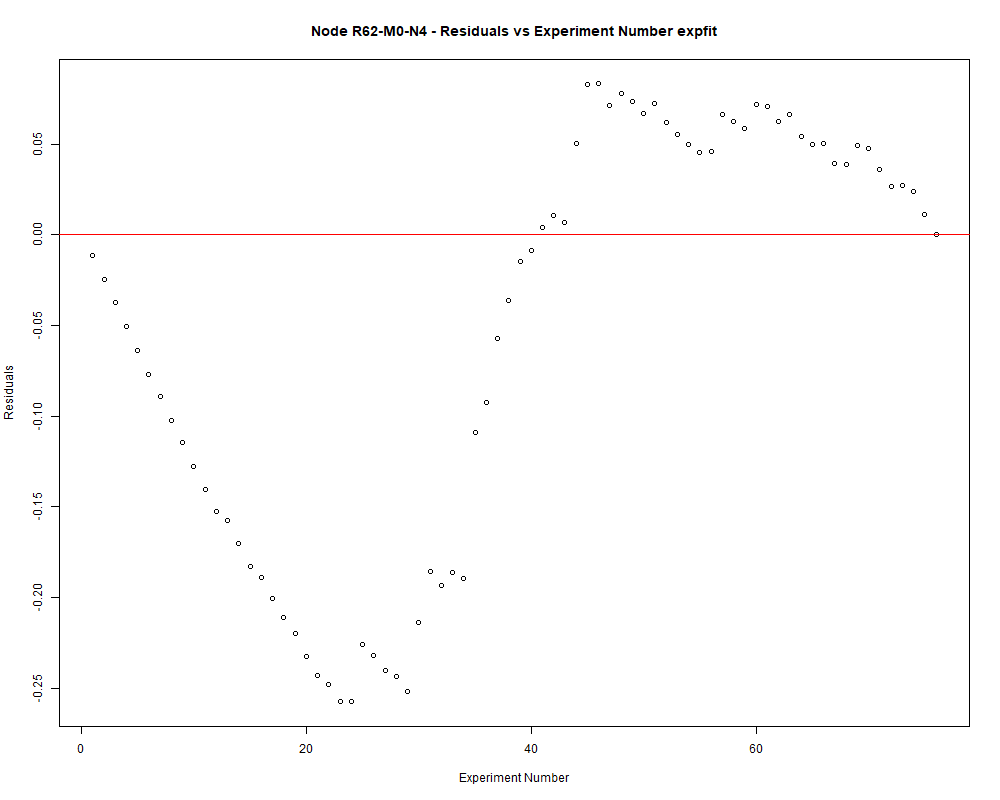 Node R62-M0-N4 - Residuals vs Experiment Number expfit
Residuals
0.05
0.00
-0.05
-0.10
-0.15
-0.20
-0.25
0 20 40 60
Experiment Number